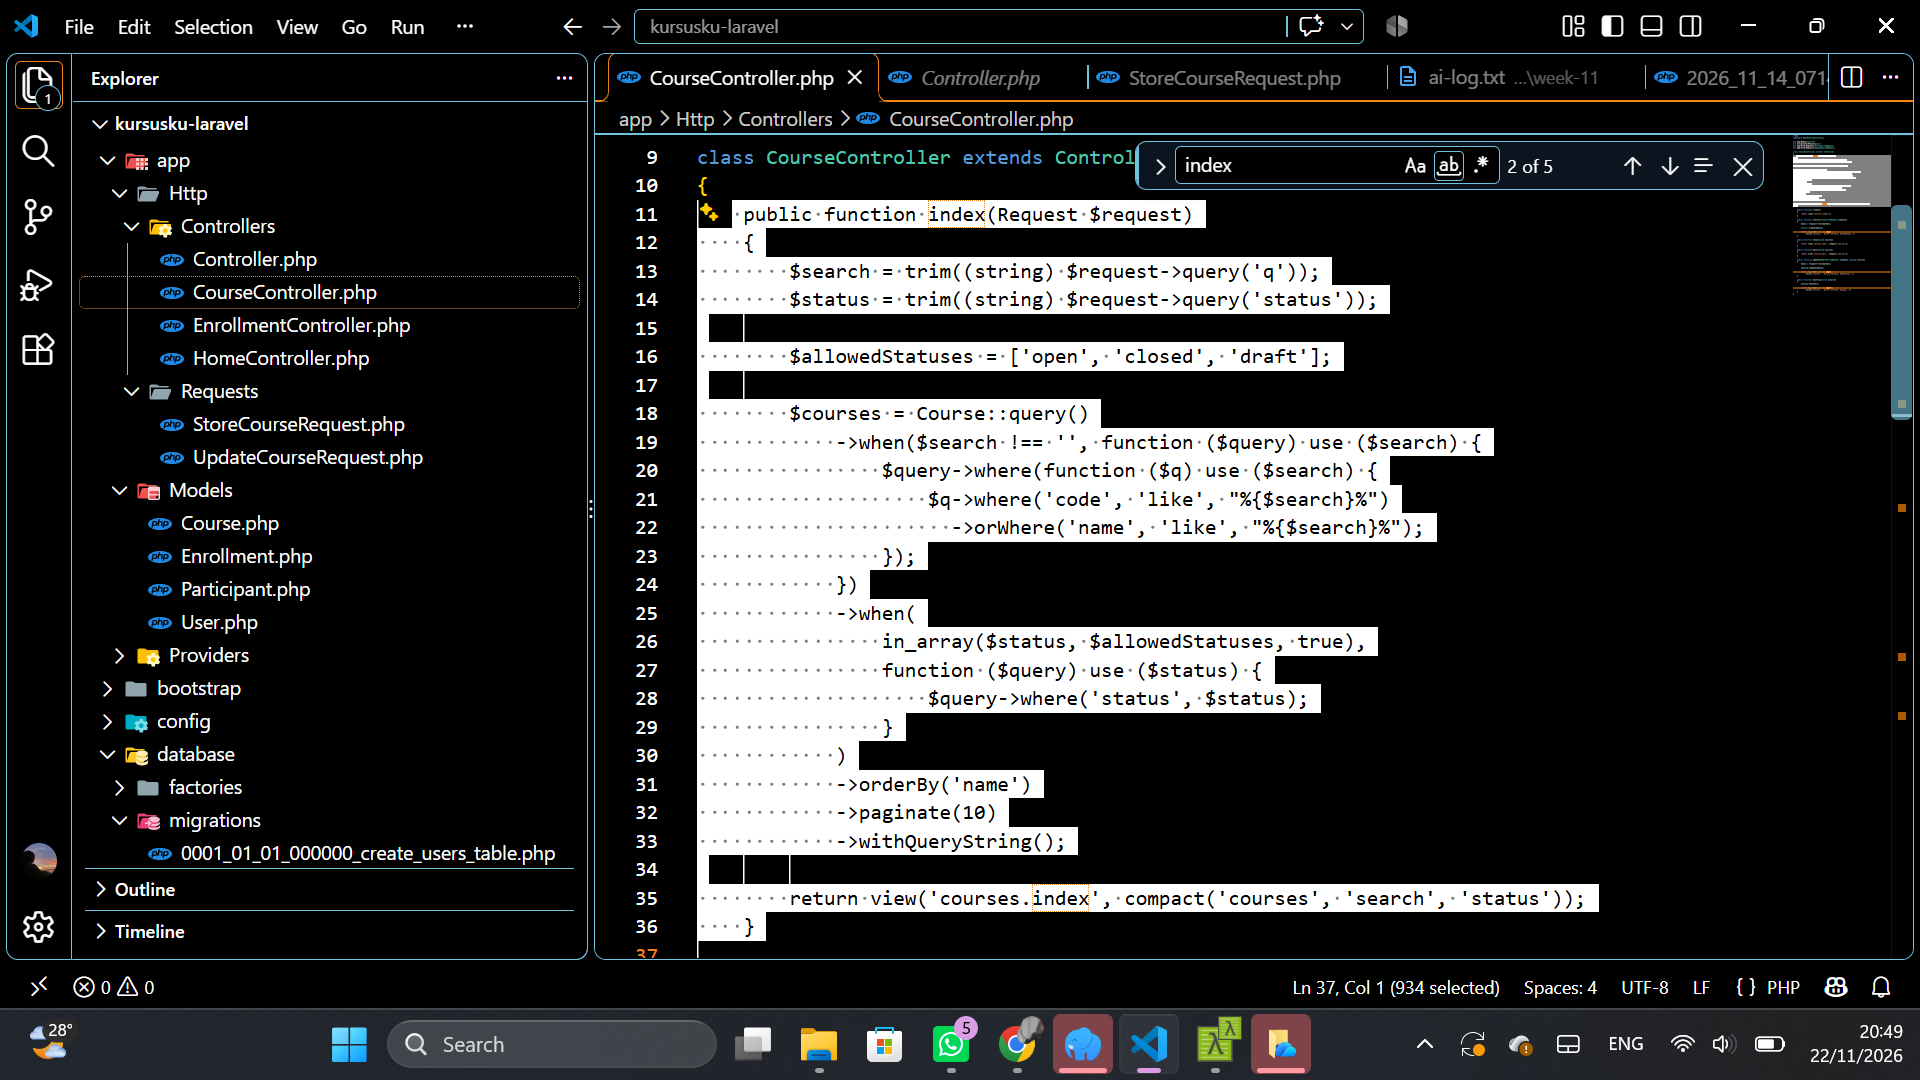 File Edit Selection View Go Run ···
kursusku-laravel
Explorer ···
1
kursusku-laravel
app
Http
Controllers
Controller.php
CourseController.php
EnrollmentController.php
HomeController.php
Requests
StoreCourseRequest.php
UpdateCourseRequest.php
Models
Course.php
Enrollment.php
Participant.php
User.php
Providers
bootstrap
config
database
factories
migrations
0001_01_01_000000_create_users_table.php
Outline
Timeline
CourseController.php Controller.php StoreCourseRequest.php ai-log.txt ...\week-11 2026_11_14_071
app > Http > Controllers > CourseController.php
index Aa ab .* 2 of 5
9 class CourseController extends Control
10 {
11 public function index(Request $request)
12 {
13 $search = trim((string) $request->query('q'));
14 $status = trim((string) $request->query('status'));
15
16 $allowedStatuses = ['open', 'closed', 'draft'];
17
18 $courses = Course::query()
19 ->when($search !== '', function ($query) use ($search) {
20 $query->where(function ($q) use ($search) {
21 $q->where('code', 'like', "%{$search}%")
22 ->orWhere('name', 'like', "%{$search}%");
23 });
24 })
25 ->when(
26 in_array($status, $allowedStatuses, true),
27 function ($query) use ($status) {
28 $query->where('status', $status);
29 }
30 )
31 ->orderBy('name')
32 ->paginate(10)
33 ->withQueryString();
34
35 return view('courses.index', compact('courses', 'search', 'status'));
36 }
37
0 0
Ln 37, Col 1 (934 selected) Spaces: 4 UTF-8 LF { } PHP
28°
Search
5
ENG
20:49
22/11/2026